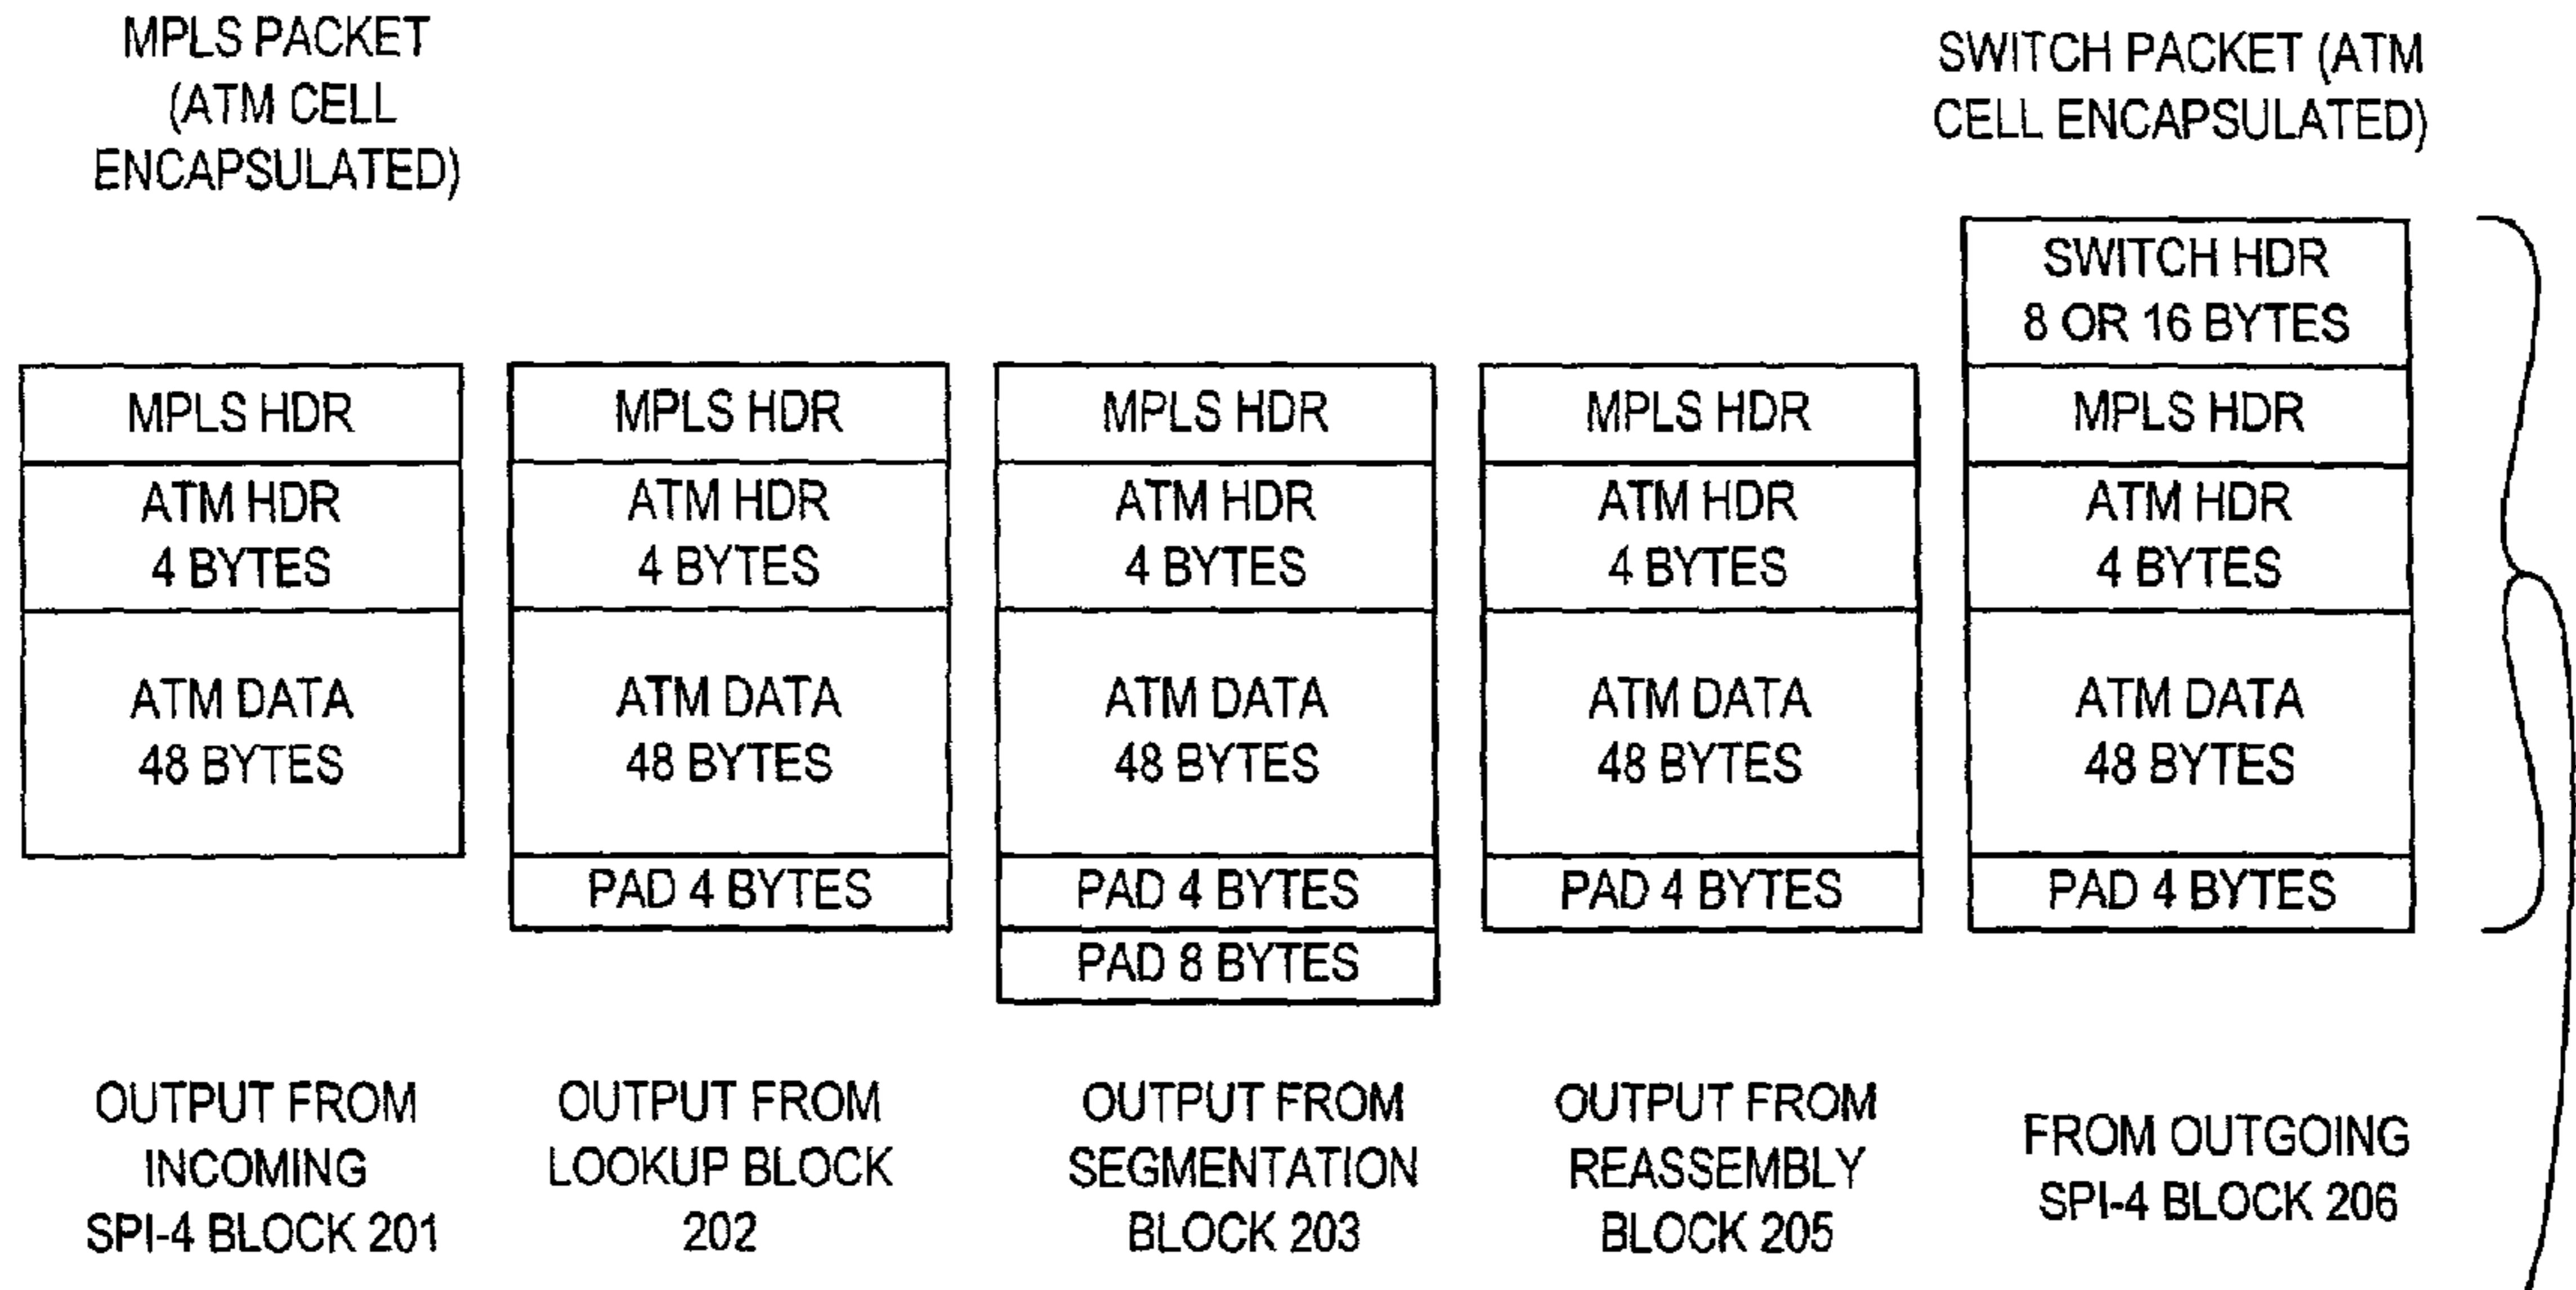 MPLS PACKET
(ATM CELL
ENCAPSULATED)
SWITCH PACKET (ATM
CELL ENCAPSULATED)
MPLS HDR
ATM HDR
4 BYTES
ATM DATA
48 BYTES
OUTPUT FROM
INCOMING
SPI-4 BLOCK 201
MPLS HDR
ATM HDR
4 BYTES
ATM DATA
48 BYTES
PAD 4 BYTES
OUTPUT FROM
LOOKUP BLOCK
202
MPLS HDR
ATM HDR
4 BYTES
ATM DATA
48 BYTES
PAD 4 BYTES
PAD 8 BYTES
OUTPUT FROM
SEGMENTATION
BLOCK 203
MPLS HDR
ATM HDR
4 BYTES
ATM DATA
48 BYTES
PAD 4 BYTES
OUTPUT FROM
REASSEMBLY
BLOCK 205
SWITCH HDR
8 OR 16 BYTES
MPLS HDR
ATM HDR
4 BYTES
ATM DATA
48 BYTES
PAD 4 BYTES
FROM OUTGOING
SPI-4 BLOCK 206